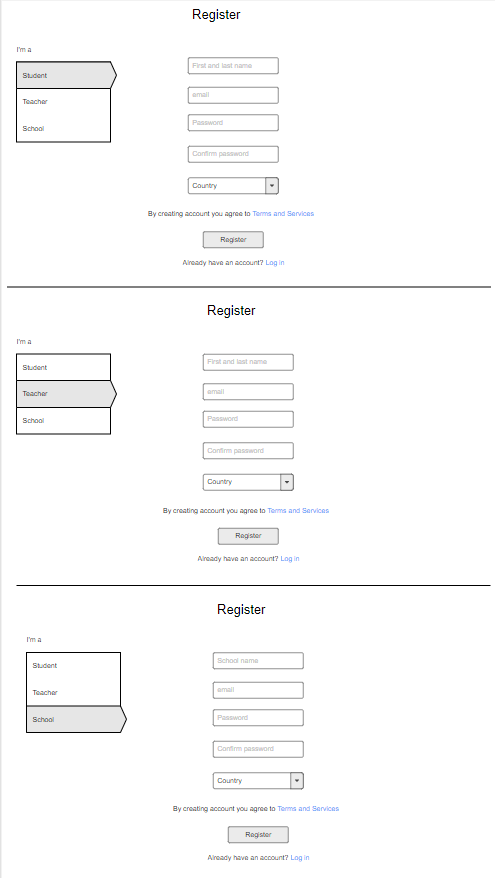 Register
I'm a
Student
Teacher
School
First and last name
email
Password
Confirm password
Country
By creating account you agree to Terms and Services
Register
Already have an account? Log in
Register
I'm a
Student
Teacher
School
First and last name
email
Password
Confirm password
Country
By creating account you agree to Terms and Services
Register
Already have an account? Log in
Register
I'm a
Student
Teacher
School
School name
email
Password
Confirm password
Country
By creating account you agree to Terms and Services
Register
Already have an account? Log in